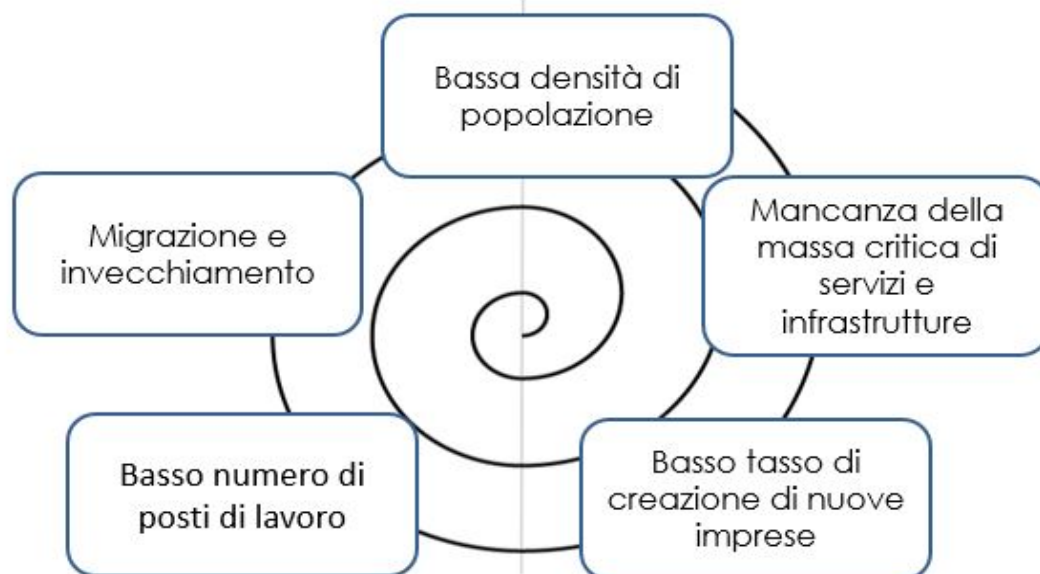 Bassa densità di
popolazione
Mancanza della
massa critica di
servizi e
infrastrutture
Basso tasso di
creazione di nuove
imprese
Basso numero di
posti di lavoro
Migrazione e
invecchiamento